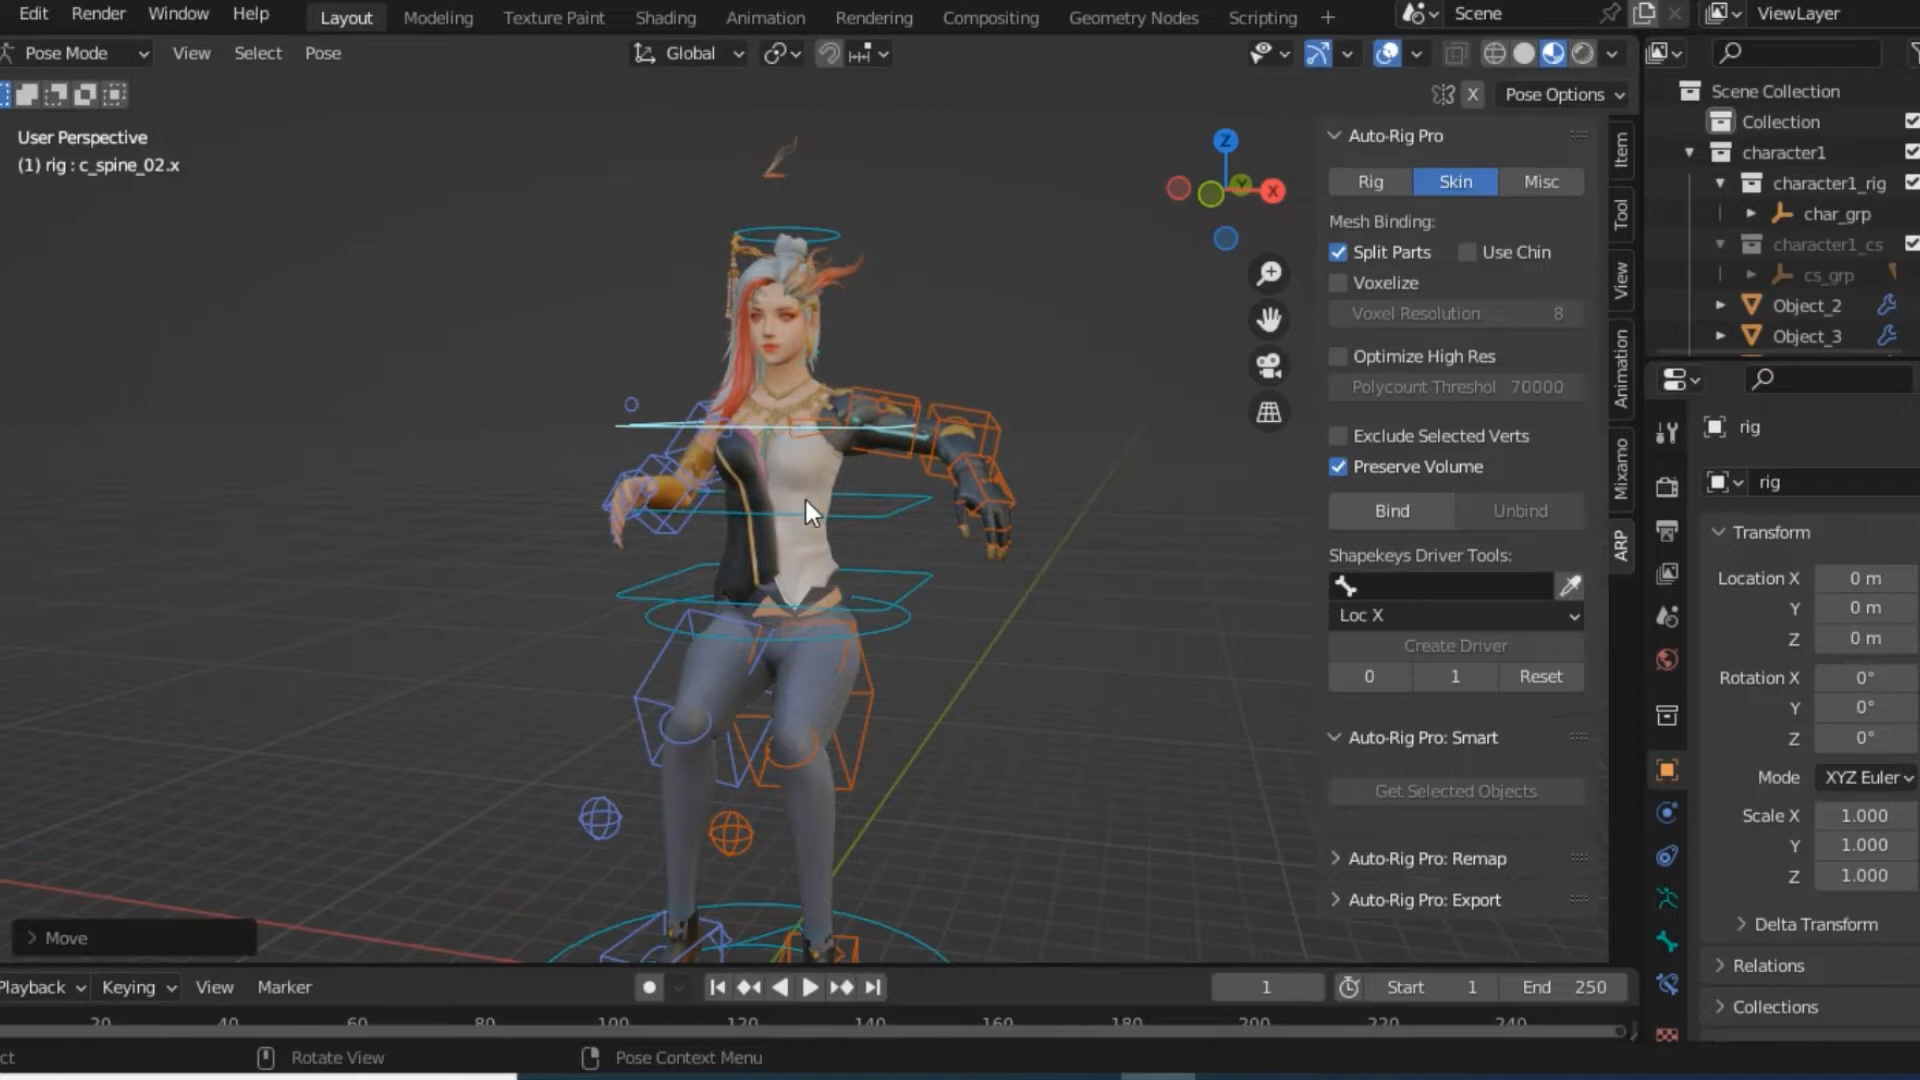 Edit Render Window Help Layout Modeling Texture Paint Shading Animation Rendering Compositing Geometry Nodes Scripting + Scene ViewLayer
Pose Mode View Select Pose Global
X Pose Options
User Perspective
(1) rig : c_spine_02.x
Z
Y
X
Auto-Rig Pro
Rig Skin Misc
Mesh Binding:
Split Parts Use Chin
Voxelize
Voxel Resolution 8
Optimize High Res
Polycount Threshol 70000
Exclude Selected Verts
Preserve Volume
Bind Unbind
Shapekeys Driver Tools:
Loc X
Create Driver
0 1 Reset
Auto-Rig Pro: Smart
Get Selected Objects
Auto-Rig Pro: Remap
Auto-Rig Pro: Export
Item
Tool
View
Animation
Mixamo
ARP
Scene Collection
Collection
character1
character1_rig
char_grp
character1_cs
cs_grp
Object_2
Object_3
rig
rig
Transform
Location X 0 m
Y 0 m
Z 0 m
Rotation X 0°
Y 0°
Z 0°
Mode XYZ Euler
Scale X 1.000
Y 1.000
Z 1.000
Delta Transform
Relations
Collections
Move
Playback Keying View Marker 1 Start 1 End 250
20 40 60 80 100 120 140 160 180 200 220 240
ct Rotate View Pose Context Menu